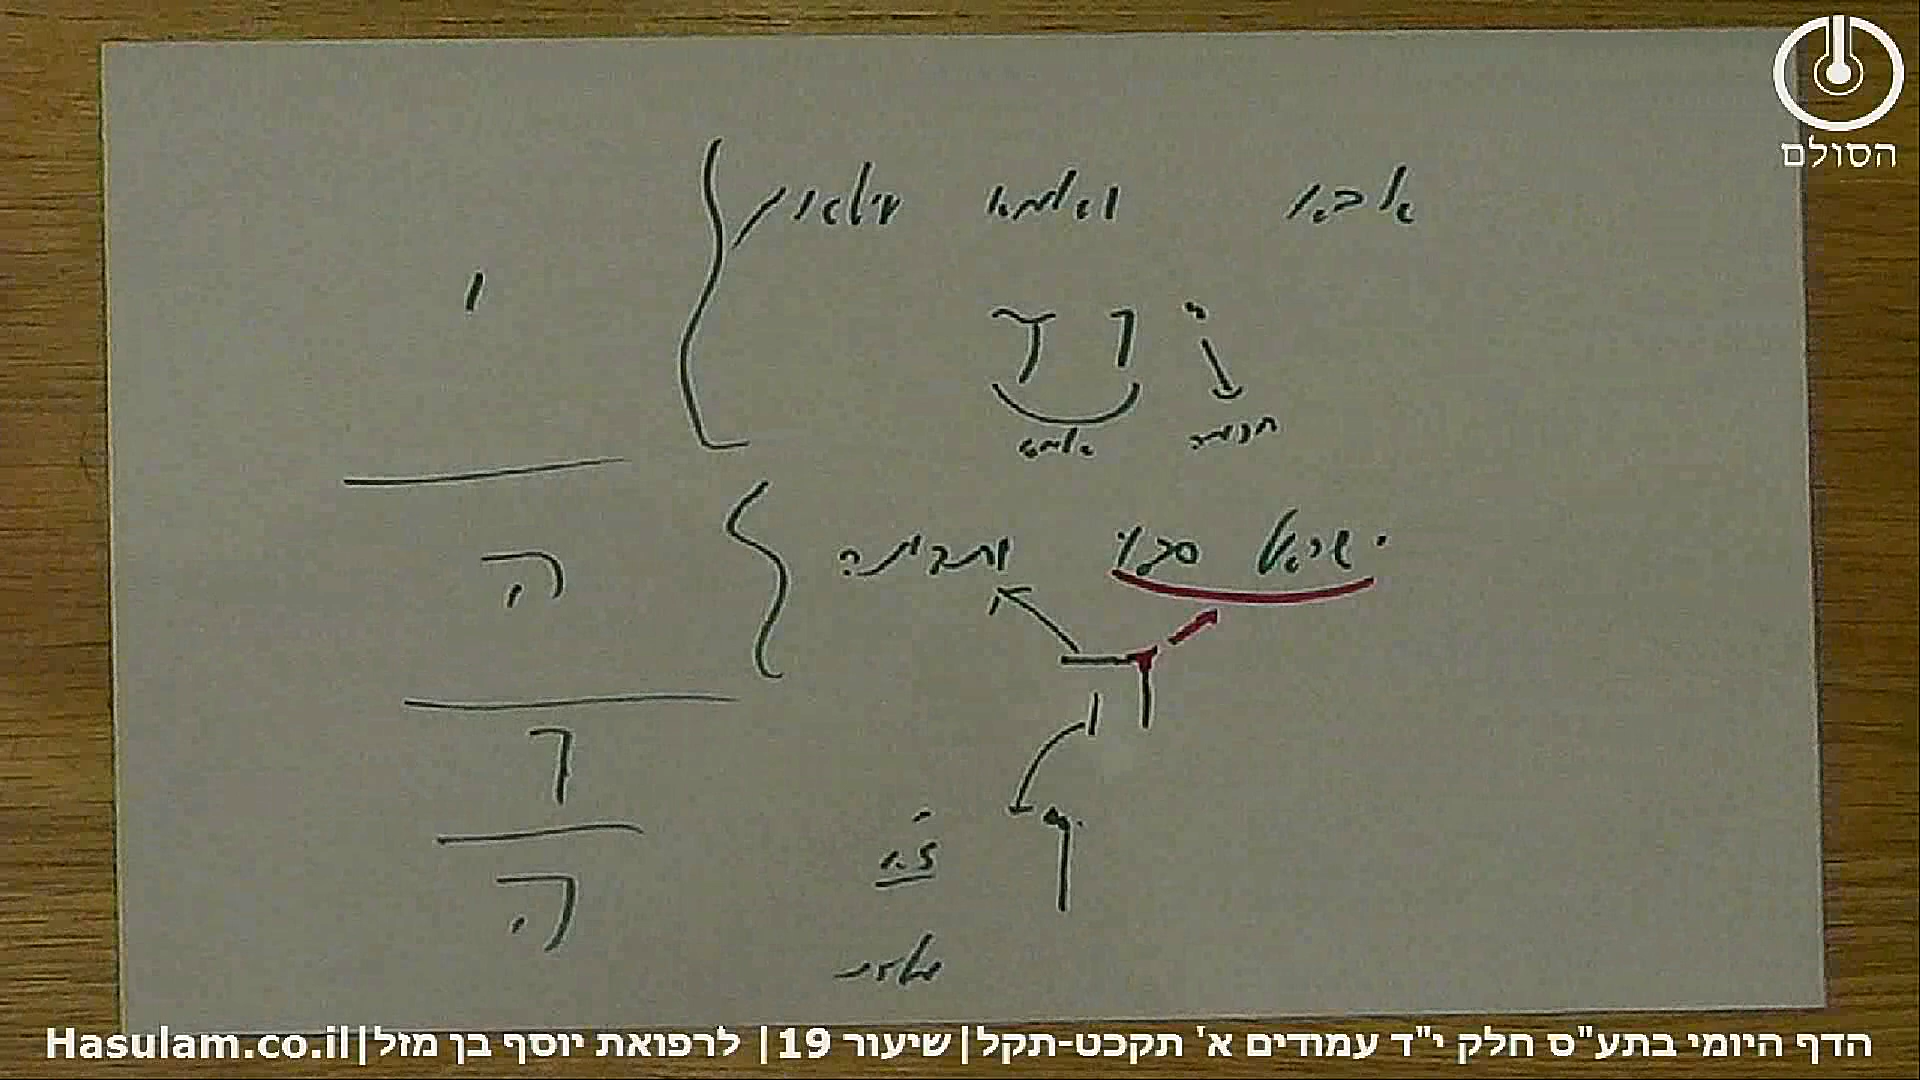 הסולם
אבא ואמא עילאין
י ו ד
י
חכמה אמא
ישראל סבא ותבונה
ה
ו
ז"א
ה
הדף היומי בתע"ס חלק י"ד עמודים א' תקכט-תקל|שיעור 19| לרפואת יוסף בן מזל|Hasulam.co.il